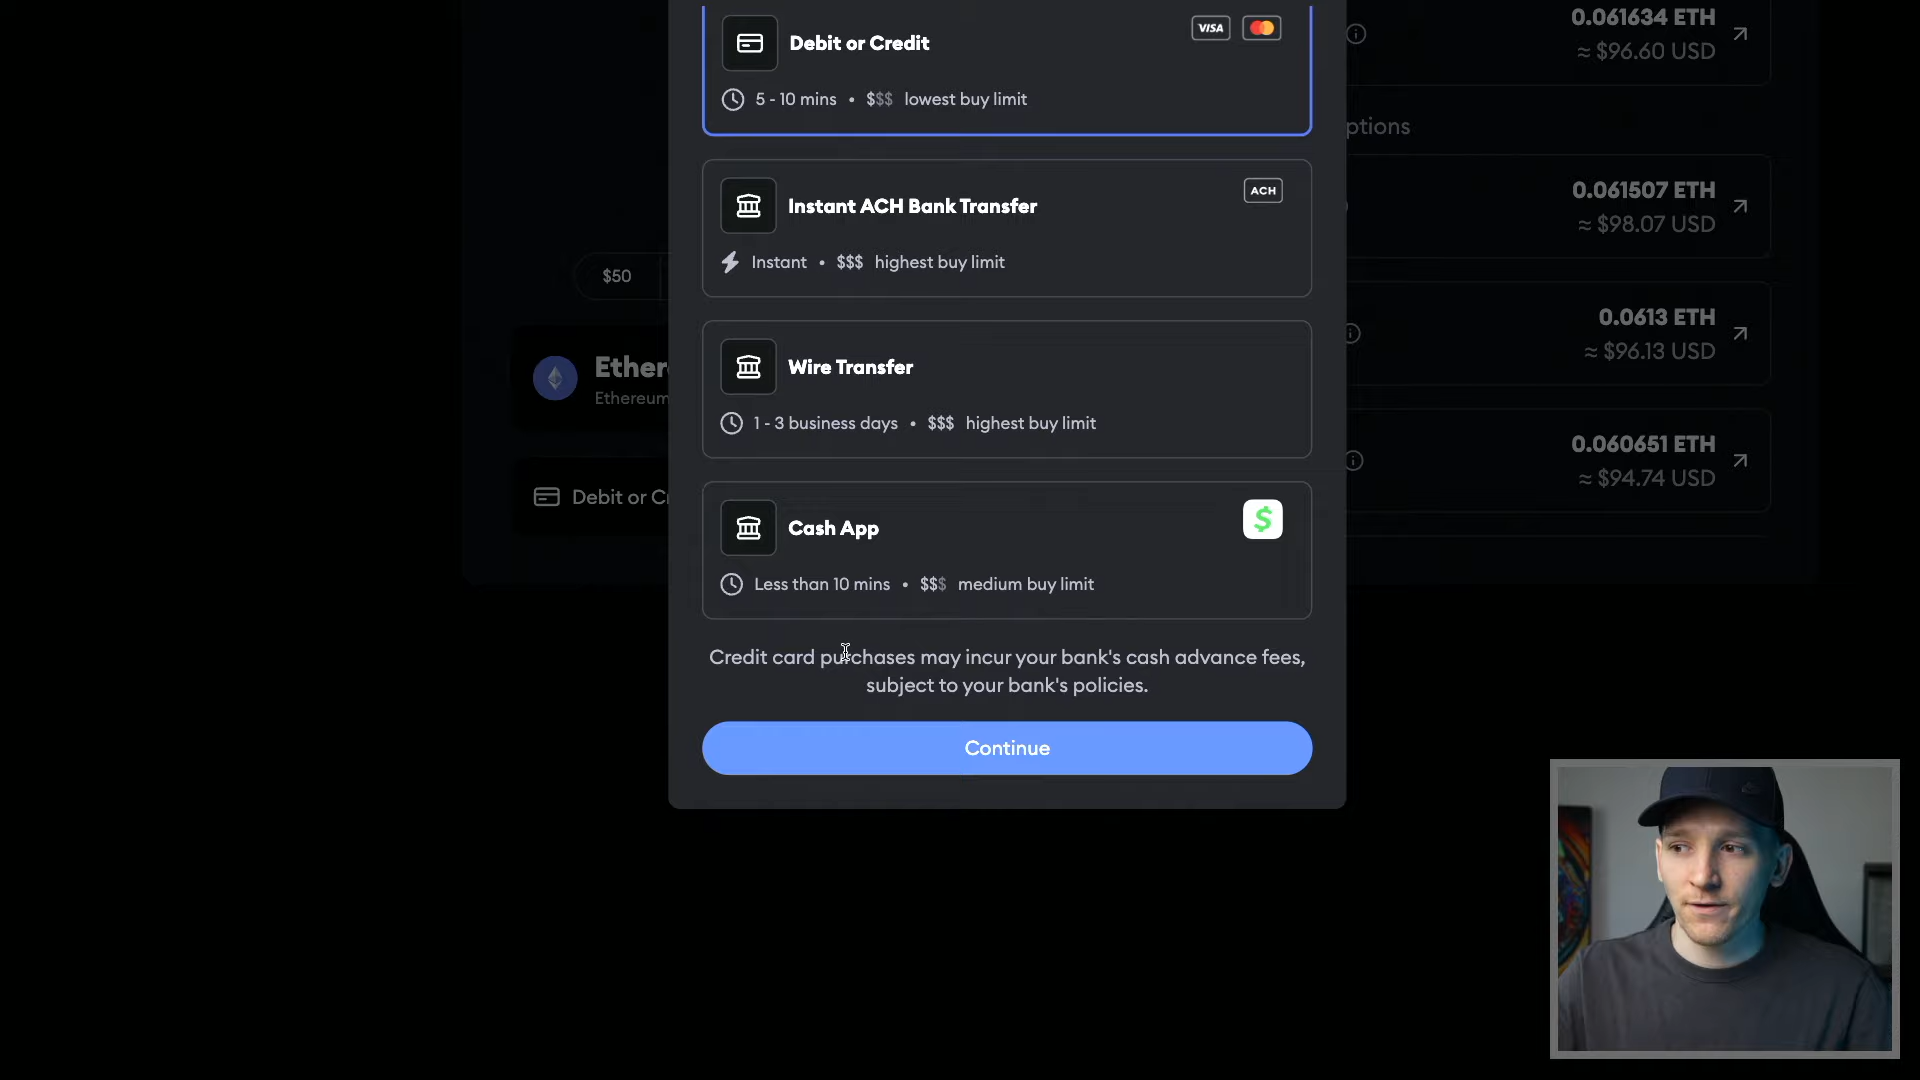 Debit or Credit
VISA
5 - 10 mins • $$$ lowest buy limit
Instant ACH Bank Transfer
ACH
Instant • $$$ highest buy limit
Wire Transfer
1 - 3 business days • $$$ highest buy limit
Cash App
$
Less than 10 mins • $$$ medium buy limit
Credit card purchases may incur your bank's cash advance fees,
subject to your bank's policies.
Continue
$50
Ether
Ethereum
Debit or C
0.061634 ETH
≈ $96.60 USD
ptions
0.061507 ETH
≈ $98.07 USD
0.0613 ETH
≈ $96.13 USD
0.060651 ETH
≈ $94.74 USD